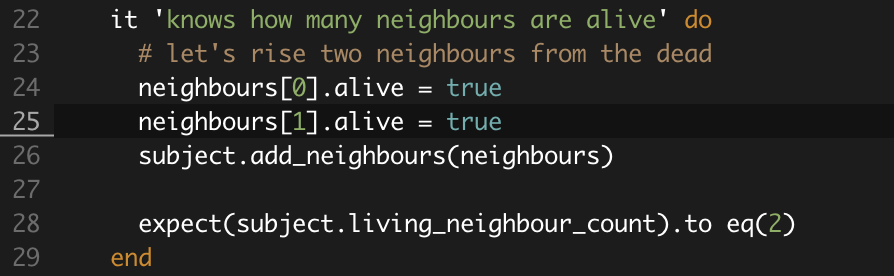 22 it 'knows how many neighbours are alive' do
23 # let's rise two neighbours from the dead
24 neighbours[0].alive = true
25 neighbours[1].alive = true
26 subject.add_neighbours(neighbours)
27
28 expect(subject.living_neighbour_count).to eq(2)
29 end